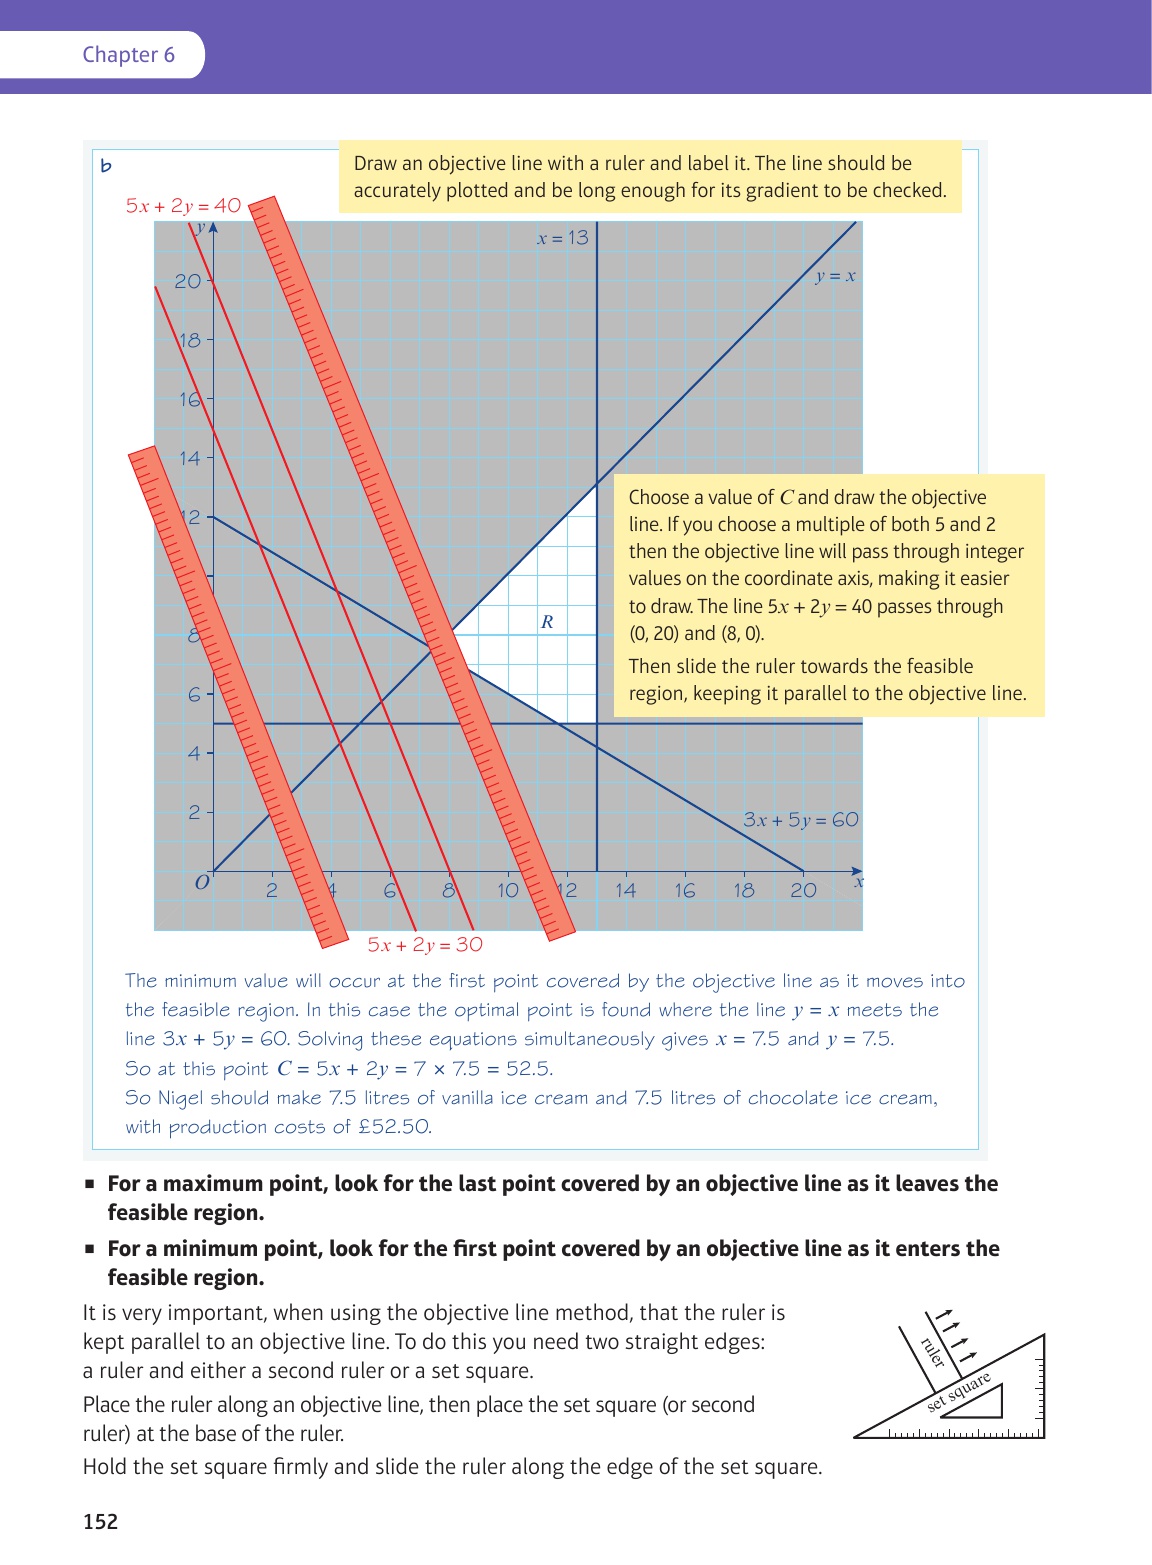 Chapter 6
b
Draw an objective line with a ruler and label it. The line should be
accurately plotted and be long enough for its gradient to be checked.
5x + 2y = 40
y
x = 13
y = x
20
18
16
14
12
8
6
4
2
Choose a value of C and draw the objective
line. If you choose a multiple of both 5 and 2
then the objective line will pass through integer
values on the coordinate axis, making it easier
to draw. The line 5x + 2y = 40 passes through
(0, 20) and (8, 0).
Then slide the ruler towards the feasible
region, keeping it parallel to the objective line.
R
3x + 5y = 60
O
2 4 6 8 10 12 14 16 18 20 x
5x + 2y = 30
The minimum value will occur at the first point covered by the objective line as it moves into
the feasible region. In this case the optimal point is found where the line y = x meets the
line 3x + 5y = 60. Solving these equations simultaneously gives x = 7.5 and y = 7.5.
So at this point C = 5x + 2y = 7 × 7.5 = 52.5.
So Nigel should make 7.5 litres of vanilla ice cream and 7.5 litres of chocolate ice cream,
with production costs of £52.50.
■ For a maximum point, look for the last point covered by an objective line as it leaves the
feasible region.
■ For a minimum point, look for the first point covered by an objective line as it enters the
feasible region.
It is very important, when using the objective line method, that the ruler is
kept parallel to an objective line. To do this you need two straight edges:
a ruler and either a second ruler or a set square.
Place the ruler along an objective line, then place the set square (or second
ruler) at the base of the ruler.
Hold the set square firmly and slide the ruler along the edge of the set square.
ruler
set square
152